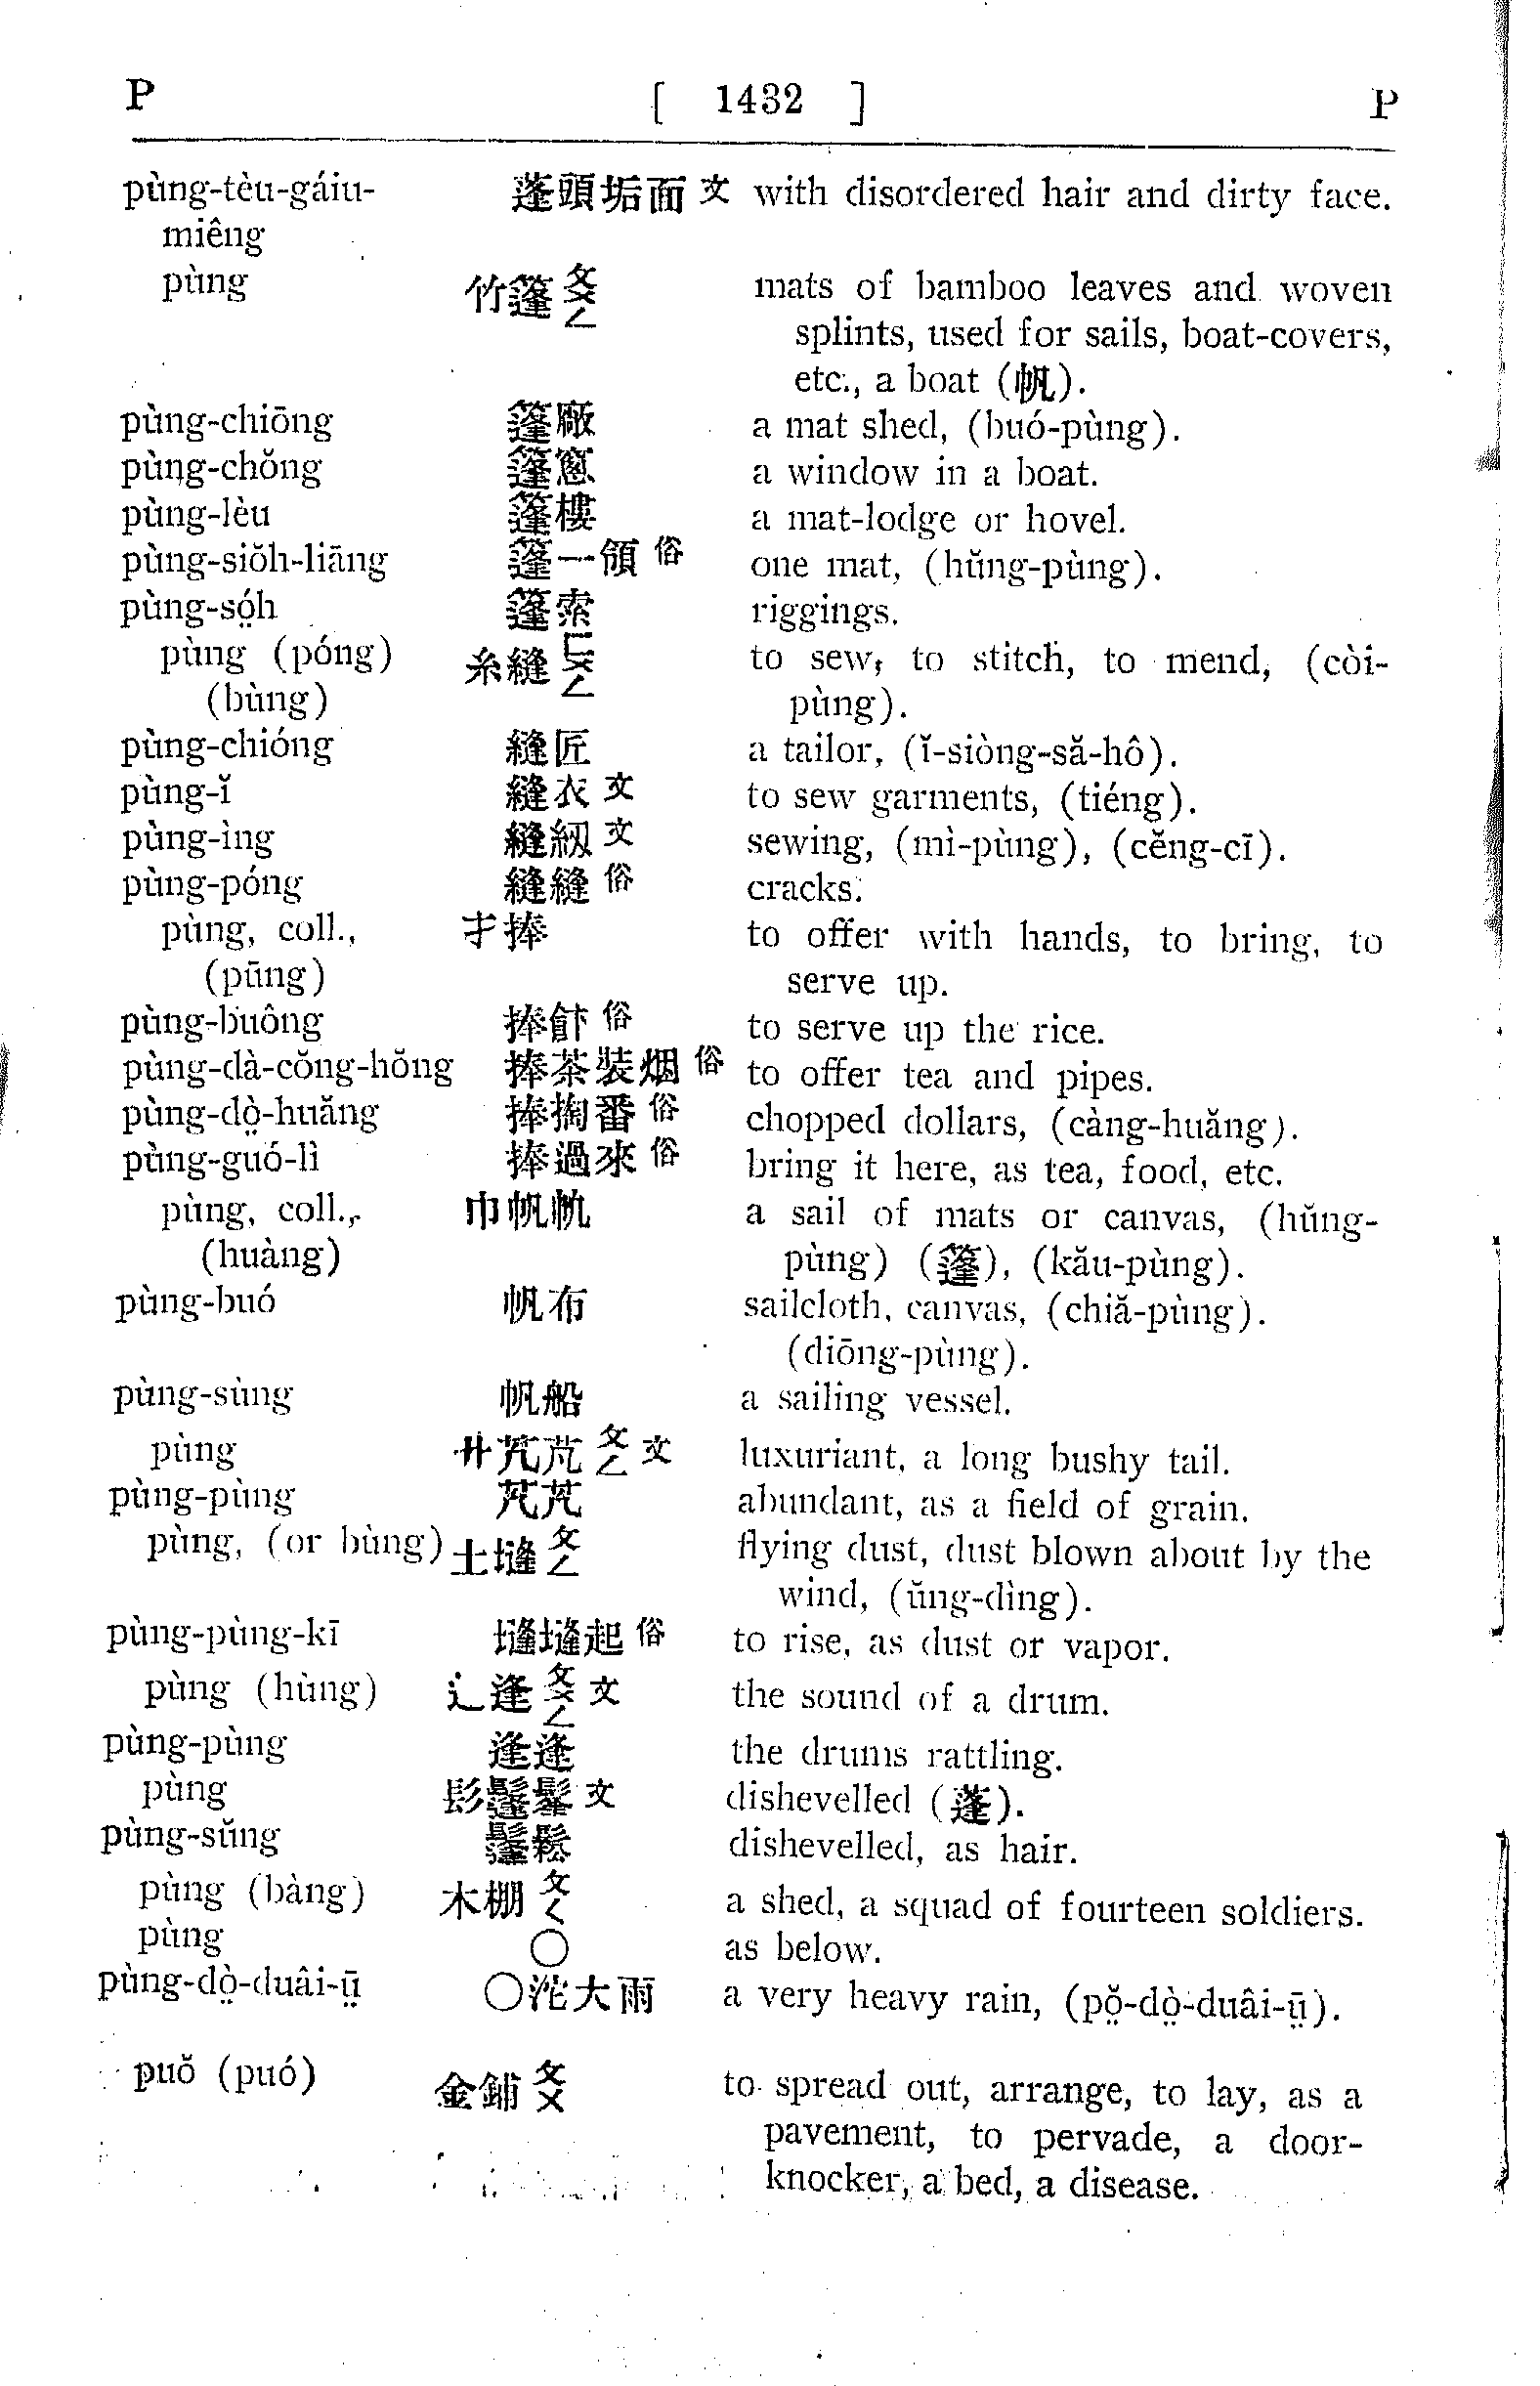 P [ 1432 ] P
pùng-tèu-gáiu- 蓬頭垢面 文 with disordered hair and dirty face.
miêng
pùng 竹篷 ㄆㄨㄥ mats of bamboo leaves and woven
splints, used for sails, boat-covers,
etc., a boat (帆).
pùng-chiōng 篷廠 a mat shed, (buó-pùng).
pùng-chŏng 篷窻 a window in a boat.
pùng-lèu 篷樓 a mat-lodge or hovel.
pùng-siŏh-liāng 篷一領 俗 one mat, (hŭng-pùng).
pùng-só̤h 篷索 riggings.
pùng (póng) 糸縫 ㄈㄨㄥ to sew, to stitch, to mend, (còi-
(bùng) pùng).
pùng-chióng 縫匠 a tailor, (ĭ-siòng-să-hô).
pùng-ĭ 縫衣 文 to sew garments, (tiéng).
pùng-ìng 縫紉 文 sewing, (mì-pùng), (cĕng-cī).
pùng-póng 縫縫 俗 cracks.
pùng, coll., 才捧 to offer with hands, to bring, to
(pūng) serve up.
pùng-buông 捧飰 俗 to serve up the rice.
pùng-dà-cŏng-hŏng 捧茶裝烟 俗 to offer tea and pipes.
pùng-dò̤-huăng 捧掏番 俗 chopped dollars, (càng-huăng).
pùng-guó-lì 捧過來 俗 bring it here, as tea, food, etc.
pùng, coll., 巾帆㠶 a sail of mats or canvas, (hŭng-
(huàng) pùng) (篷), (kău-pùng).
pùng-buó 帆布 sailcloth, canvas, (chiă-pùng).
(diōng-pùng).
pùng-sùng 帆船 a sailing vessel.
pùng 艸芃芃 ㄆㄥ 文 luxuriant, a long bushy tail.
pùng-pùng 芃芃 abundant, as a field of grain.
pùng, (or bùng) 土塳 ㄆㄥ flying dust, dust blown about by the
wind, (ŭng-dìng).
pùng-pùng-kī 塳塳起 俗 to rise, as dust or vapor.
pùng (hùng) 辶逢 ㄆㄨㄥ 文 the sound of a drum.
pùng-pùng 逢逢 the drums rattling.
pùng 髟鬔髼 文 dishevelled (蓬).
pùng-sŭng 鬔鬆 dishevelled, as hair.
pùng (bàng) 木棚 ㄆㄑ a shed, a squad of fourteen soldiers.
pùng ○ as below.
pùng-dò̤-duâi-ṳ̄ ○沱大雨 a very heavy rain, (pŏ̤-dò̤-duâi-ṳ̄).
puŏ (puó) 金鋪 ㄆㄨ to spread out, arrange, to lay, as a
pavement, to pervade, a door-
knocker, a bed, a disease.